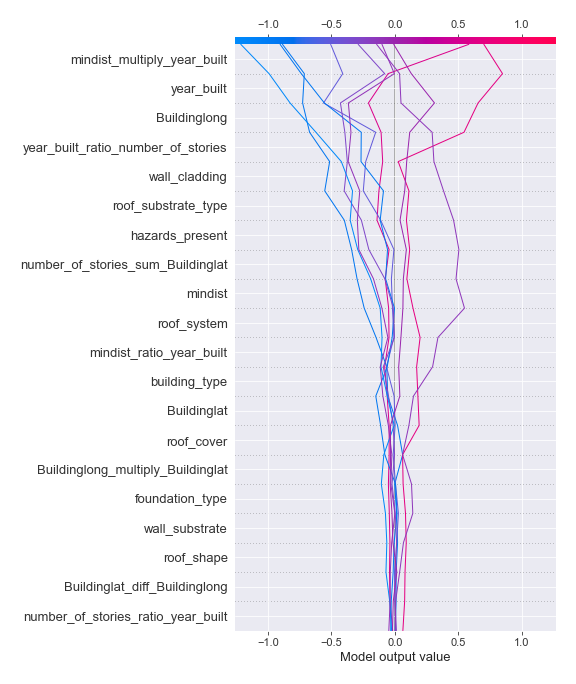 −1.0 −0.5 0.0 0.5 1.0
mindist_multiply_year_built
year_built
Buildinglong
year_built_ratio_number_of_stories
wall_cladding
roof_substrate_type
hazards_present
number_of_stories_sum_Buildinglat
mindist
roof_system
mindist_ratio_year_built
building_type
Buildinglat
roof_cover
Buildinglong_multiply_Buildinglat
foundation_type
wall_substrate
roof_shape
Buildinglat_diff_Buildinglong
number_of_stories_ratio_year_built
−1.0 −0.5 0.0 0.5 1.0
Model output value